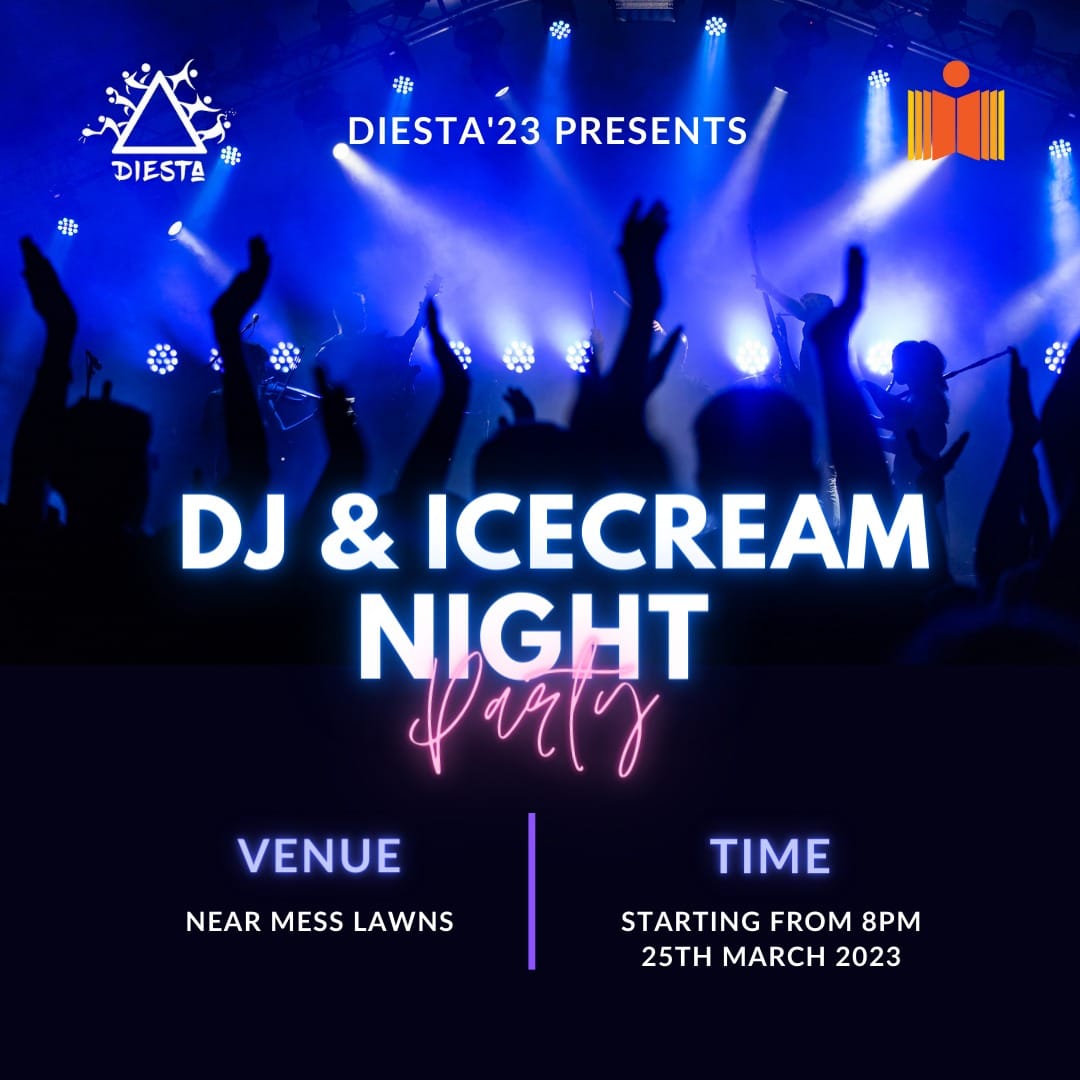 DIESTA
DIESTA'23 PRESENTS
DJ & ICECREAM
NIGHT
Party
VENUE
NEAR MESS LAWNS
TIME
STARTING FROM 8PM
25TH MARCH 2023